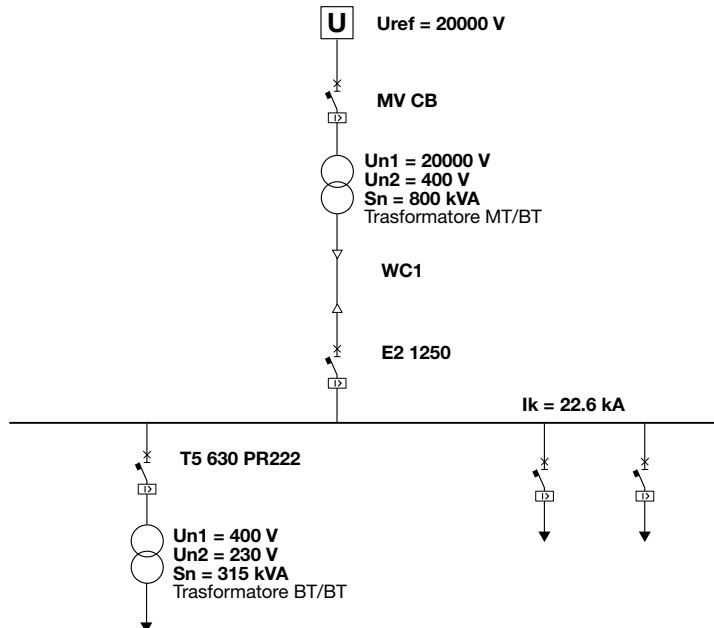 U
Uref = 20000 V
MV CB
I>
Un1 = 20000 V
Un2 = 400 V
Sn = 800 kVA
Trasformatore MT/BT
WC1
E2 1250
I>
Ik = 22.6 kA
T5 630 PR222
I>
I>
I>
Un1 = 400 V
Un2 = 230 V
Sn = 315 kVA
Trasformatore BT/BT